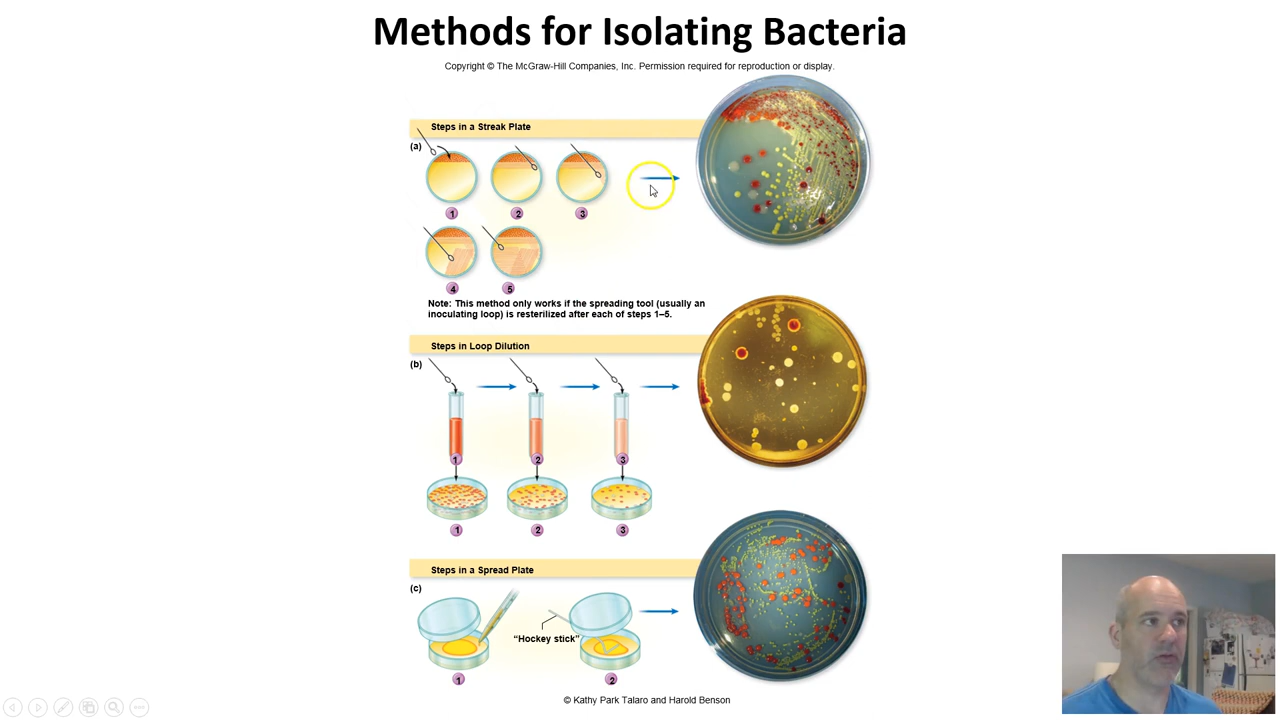 Methods for Isolating Bacteria
Copyright © The McGraw-Hill Companies, Inc. Permission required for reproduction or display.
Steps in a Streak Plate
(a)
1
2
3
4
5
Note: This method only works if the spreading tool (usually an
inoculating loop) is resterilized after each of steps 1–5.
Steps in Loop Dilution
(b)
1
2
3
1
2
3
Steps in a Spread Plate
(c)
“Hockey stick”
1
2
© Kathy Park Talaro and Harold Benson